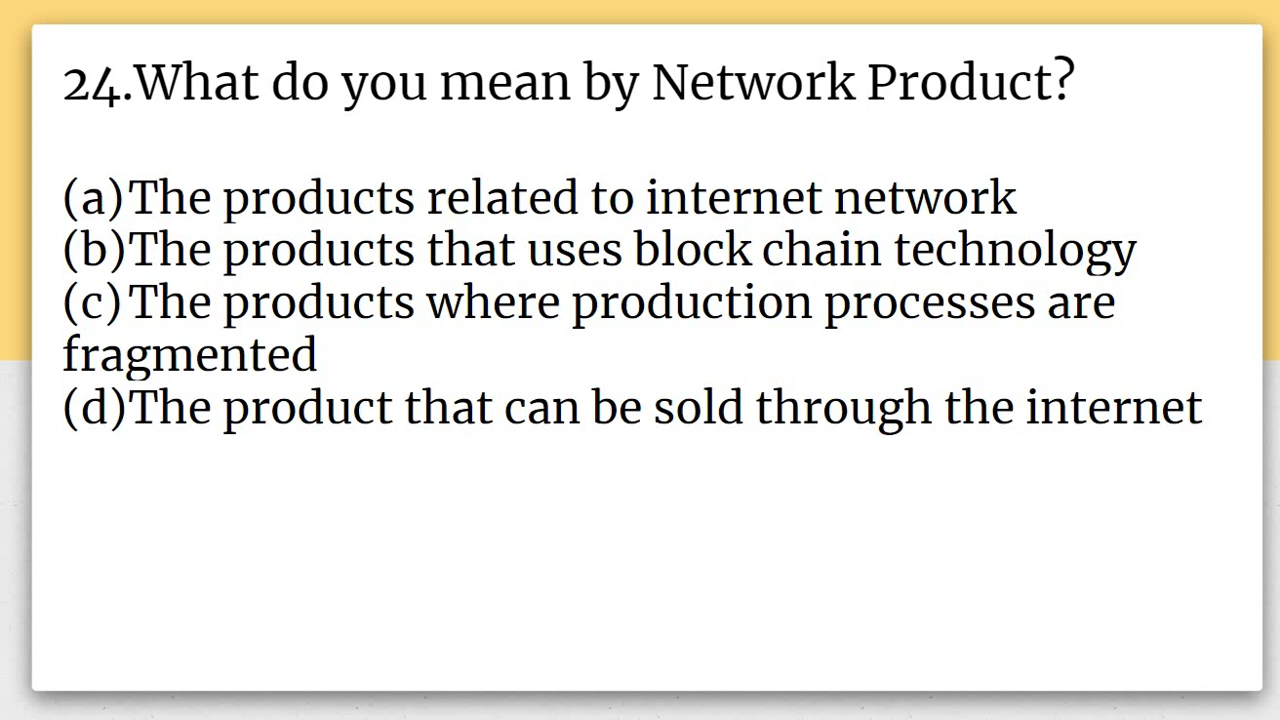 24.What do you mean by Network Product?
(a)The products related to internet network
(b)The products that uses block chain technology
(c)The products where production processes are
fragmented
(d)The product that can be sold through the internet